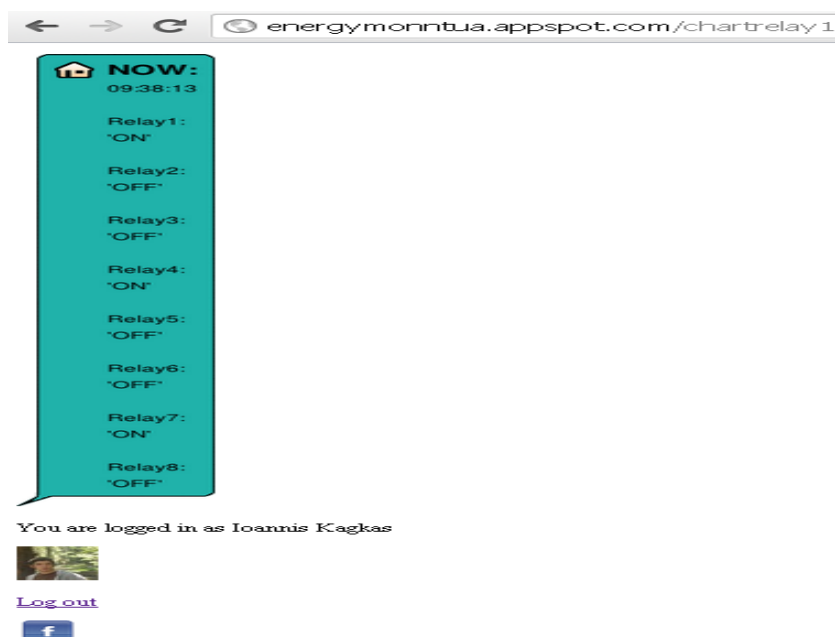 energymonntua.appspot.com/chartrelay1
NOW:
09:38:13
Relay1:
"ON"
Relay2:
"OFF"
Relay3:
"OFF"
Relay4:
"ON"
Relay5:
"OFF"
Relay6:
"OFF"
Relay7:
"ON"
Relay8:
"OFF"
You are logged in as Ioannis Kagkas
Log out
f